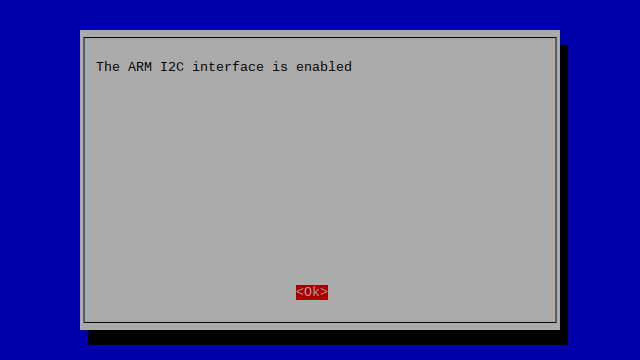 The ARM I2C interface is enabled
<Ok>